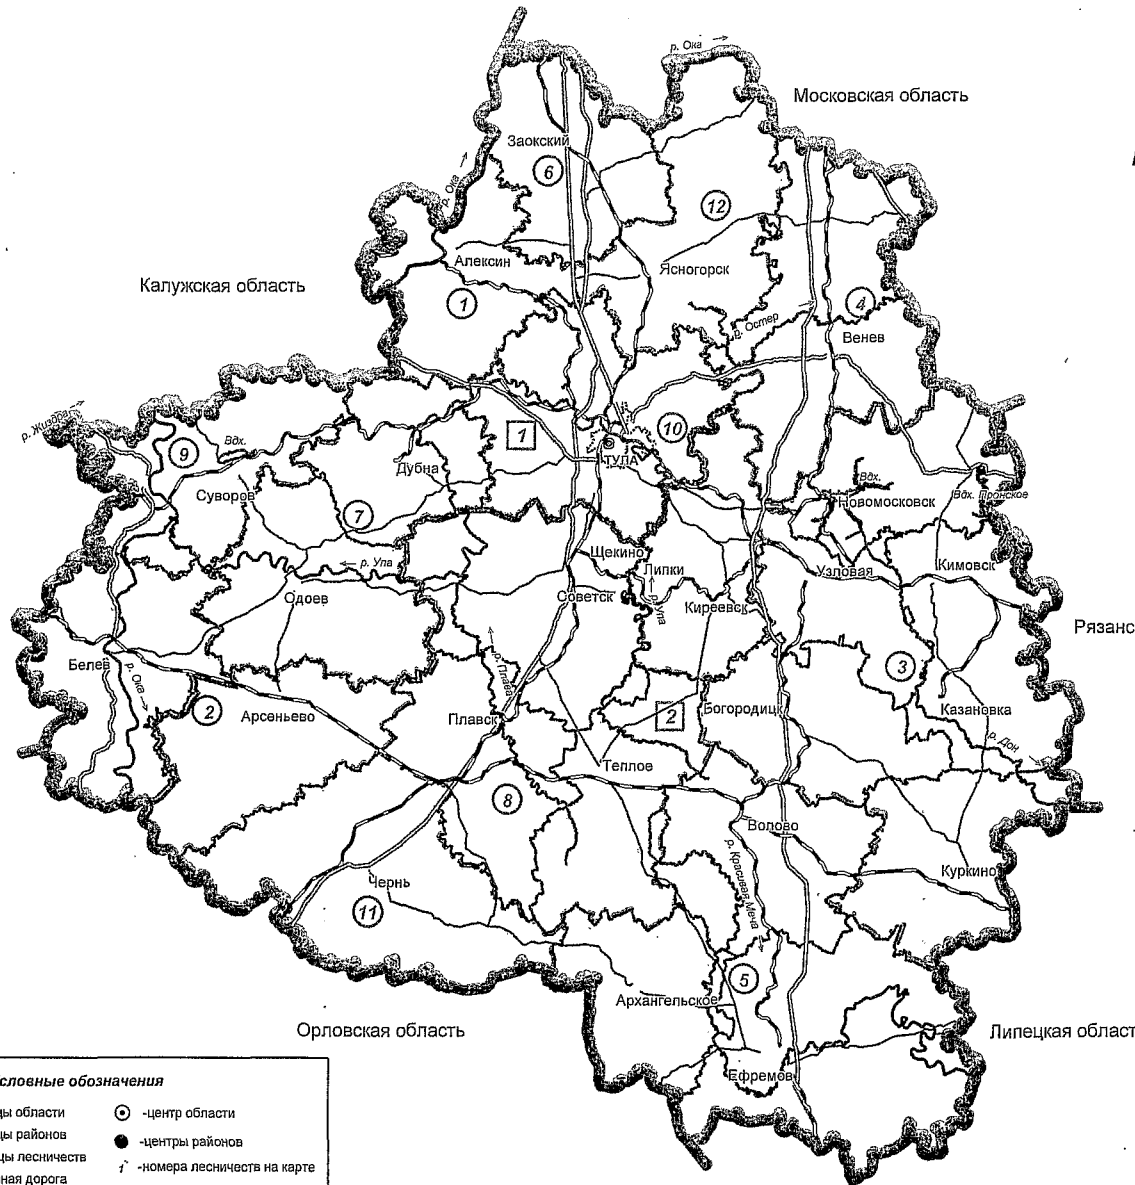 р. Ока →
Московская область
Заокский
6
р. Ока →
12
Алексин
Ясногорск
Калужская область
1
4
р. Остер
Венев
р. Жиздра →
9
Вдх.
1
10
ТУЛА
Дубна
Суворов
Вдх.
Новомосковск
Вдх. Пронское
7
Щекино
р. Упа
Липки
Узловая
Кимовск
Одоев
Советск
р. Упа
Киреевск
Рязанс
Белев
р. Ока →
3
р. Плава
2
Арсеньево
Плавск
2
Богородицк
Казановка
р. Дон
Теплое
8
Волово
р. Красивая Меча
Куркино
Чернь
11
5
Архангельское
Орловская область
Липецкая област
Ефремов
словные обозначения
цы области
-центр области
цы районов
-центры районов
цы лесничеств
1 -номера лесничеств на карте
ная дорога